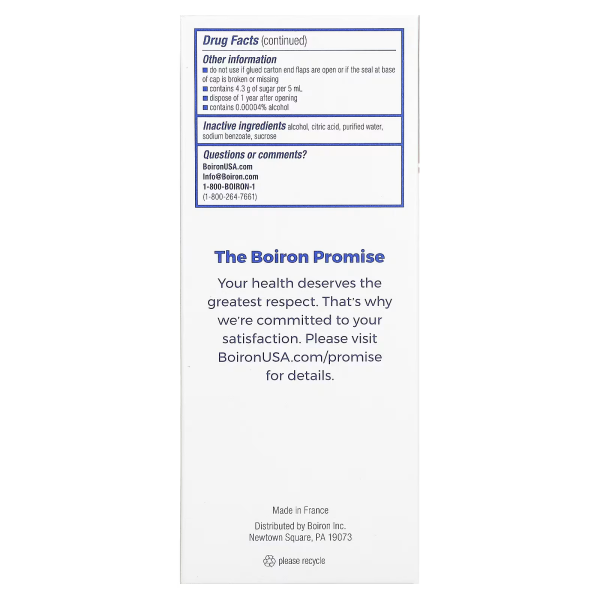 Drug Facts (continued)
Other information
■ do not use if glued carton end flaps are open or if the seal at base
of cap is broken or missing
■ contains 4.3 g of sugar per 5 mL
■ dispose of 1 year after opening
■ contains 0.00004% alcohol
Inactive ingredients alcohol, citric acid, purified water,
sodium benzoate, sucrose
Questions or comments?
BoironUSA.com
Info@Boiron.com
1-800-BOIRON-1
(1-800-264-7661)
The Boiron Promise
Your health deserves the
greatest respect. That's why
we're committed to your
satisfaction. Please visit
BoironUSA.com/promise
for details.
Made in France
Distributed by Boiron Inc.
Newtown Square, PA 19073
please recycle